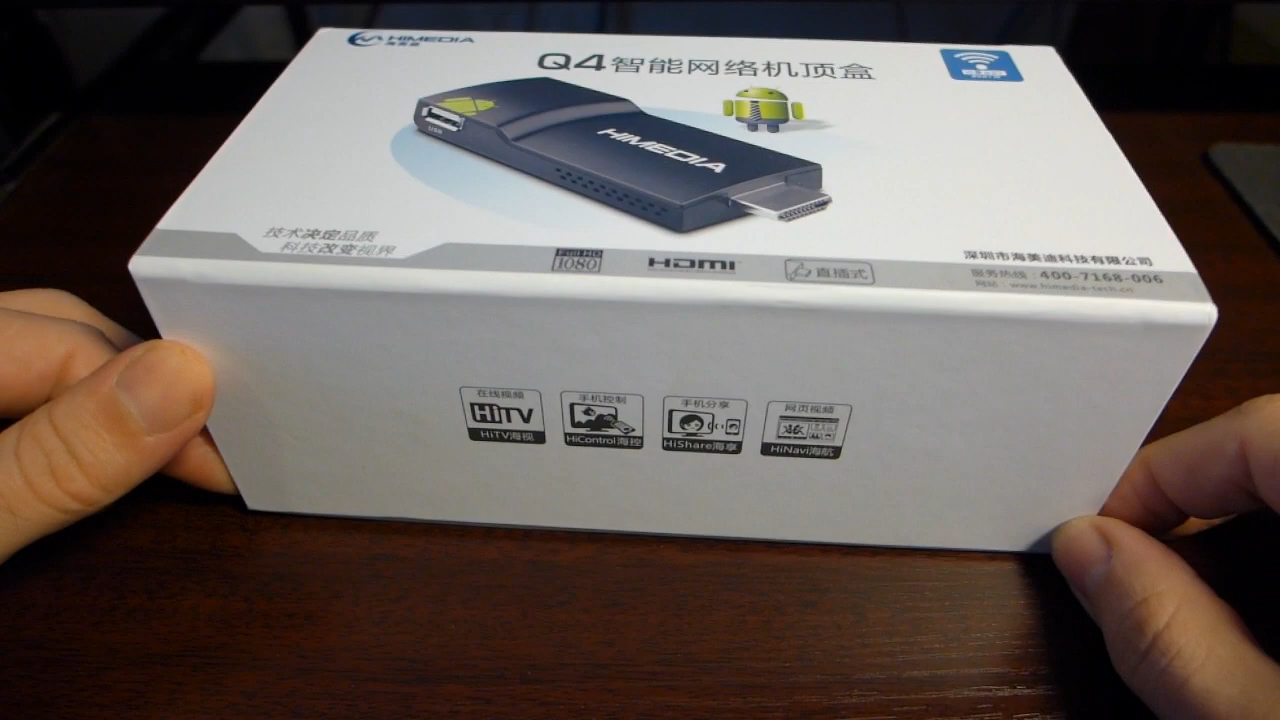 HIMEDIA
海美迪
Q4智能网络机顶盒
USB
HIMEDIA
技术决定品质
科技改变视界
Full HD
1080
HDMI
直插式
深圳市海美迪科技有限公司
服务热线：400-7168-006
网站：www.himedia-tech.cn
在线视频
HiTV
HiTV海视
手机控制
HiControl海控
手机分享
HiShare海享
网页视频
HiNavi海航